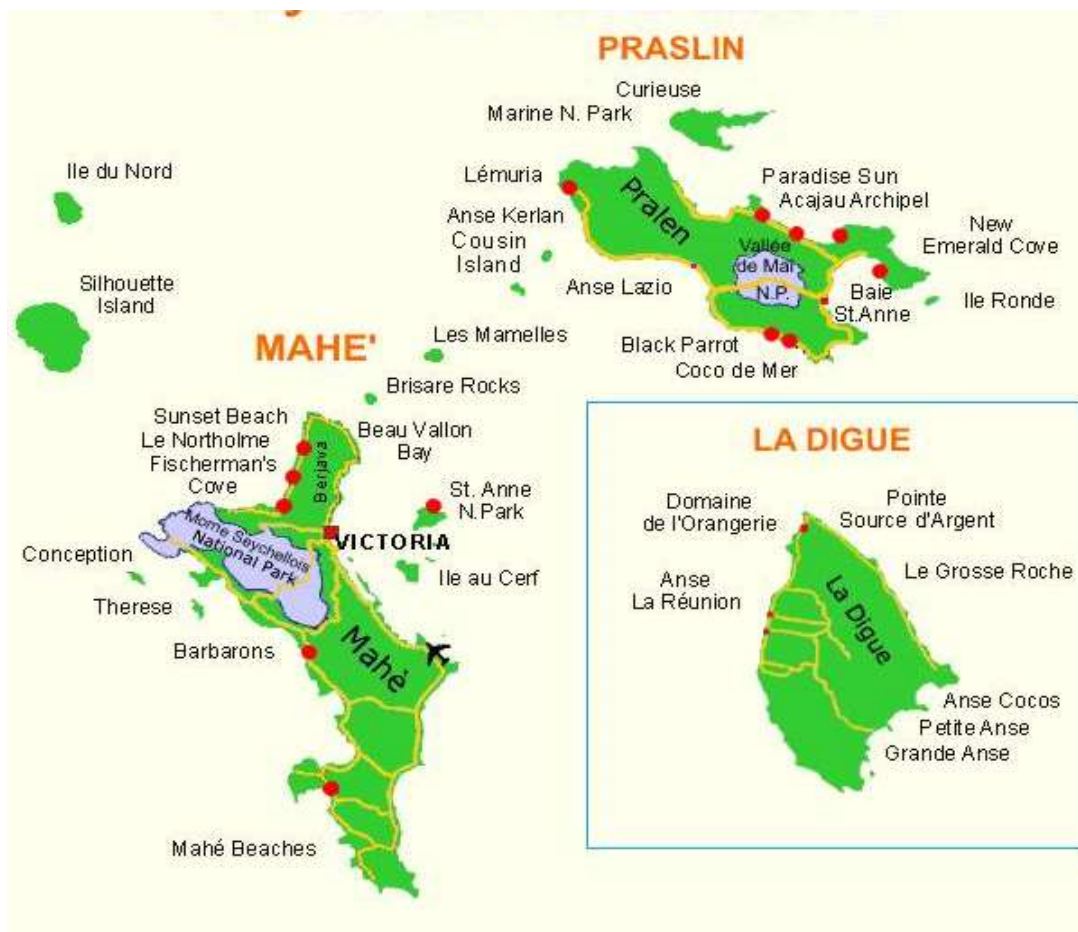 PRASLIN
Curieuse
Marine N. Park
Ile du Nord
Lémuria
Paradise Sun
Acajau Archipel
Pralen
Anse Kerlan
Cousin
Island
New
Emerald Cove
Vallée
de Mai
N.P.
Silhouette
Island
Anse Lazio
Baie
St.Anne
Ile Ronde
Les Mamelles
Black Parrot
Coco de Mer
MAHE'
Brisare Rocks
Sunset Beach
Le Northolme
Fischerman's
Cove
Beau Vallon
Bay
Berjava
St. Anne
N.Park
VICTORIA
Morne Seychellois
National Park
Conception
Ile au Cerf
Therese
Barbarons
Mahè
Mahé Beaches
LA DIGUE
Domaine
de l'Orangerie
Pointe
Source d'Argent
Le Grosse Roche
Anse
La Réunion
La Digue
Anse Cocos
Petite Anse
Grande Anse